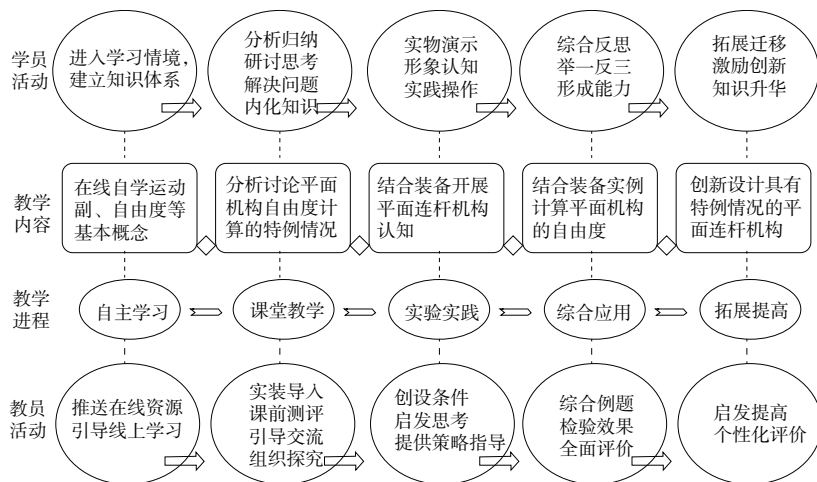 学员
活动
进入学习情境，
建立知识体系
分析归纳
研讨思考
解决问题
内化知识
实物演示
形象认知
实践操作
综合反思
举一反三
形成能力
拓展迁移
激励创新
知识升华
教学
内容
在线自学运动
副、自由度等
基本概念
分析讨论平面
机构自由度计
算的特例情况
结合装备开展
平面连杆机构
认知
结合装备实例
计算平面机构
的自由度
创新设计具有
特例情况的平
面连杆机构
教学
进程
自主学习
课堂教学
实验实践
综合应用
拓展提高
教员
活动
推送在线资源
引导线上学习
实装导入
课前测评
引导交流
组织探究
创设条件
启发思考
提供策略指导
综合例题
检验效果
全面评价
启发提高
个性化评价